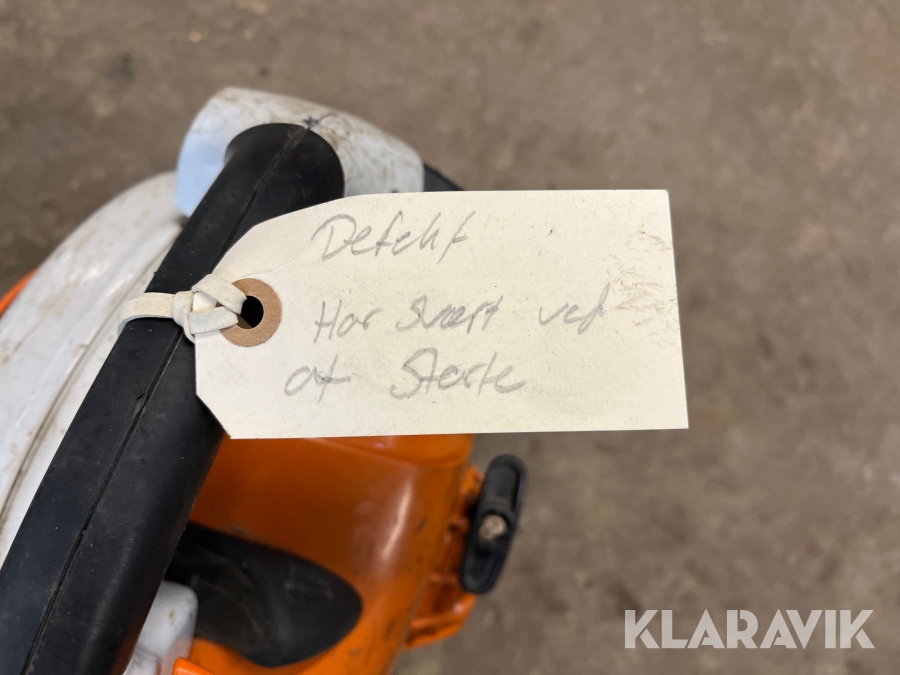 Defekt
Har svært ved
at starte
KLARAVIK